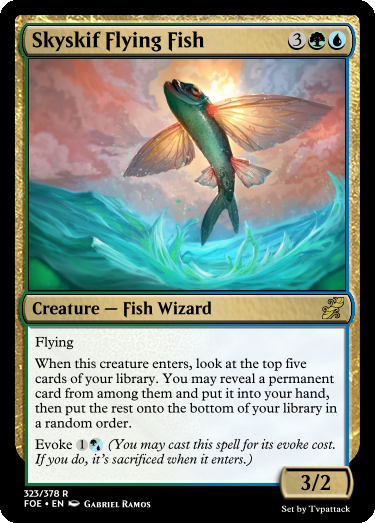 Skyskif Flying Fish 3
Creature — Fish Wizard
Flying
When this creature enters, look at the top five
cards of your library. You may reveal a permanent
card from among them and put it into your hand,
then put the rest onto the bottom of your library in
a random order.
Evoke 1 (You may cast this spell for its evoke cost.
If you do, it's sacrificed when it enters.)
3/2
323/378 R
FOE • EN Gabriel Ramos
Set by Tvpattack